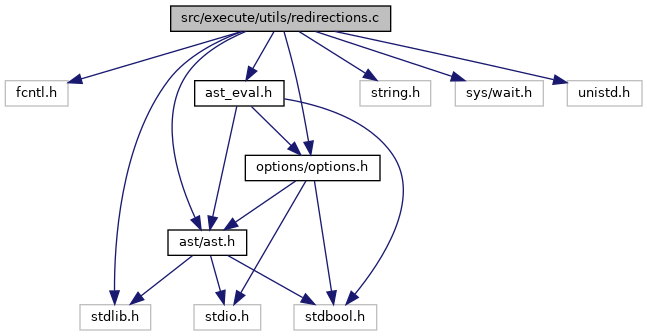 src/execute/utils/redirections.c
fcntl.h
ast_eval.h
string.h
sys/wait.h
unistd.h
options/options.h
ast/ast.h
stdlib.h
stdio.h
stdbool.h